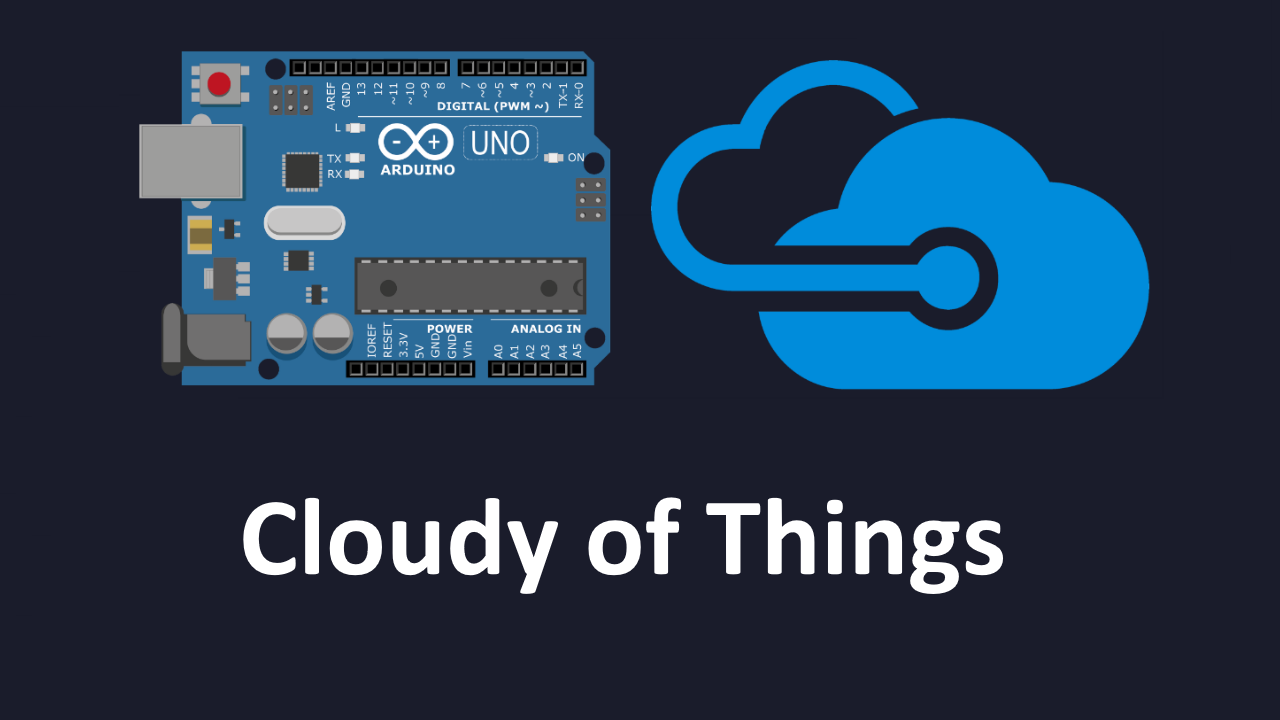 AREF GND 13 12 ~11 ~10 ~9 8 7 ~6 ~5 4 ~3 2 TX-1 RX-0
DIGITAL (PWM ~)
L
UNO
TX
ON
RX
ARDUINO
POWER
ANALOG IN
IOREF RESET 3.3V 5V GND GND Vin A0 A1 A2 A3 A4 A5
Cloudy of Things